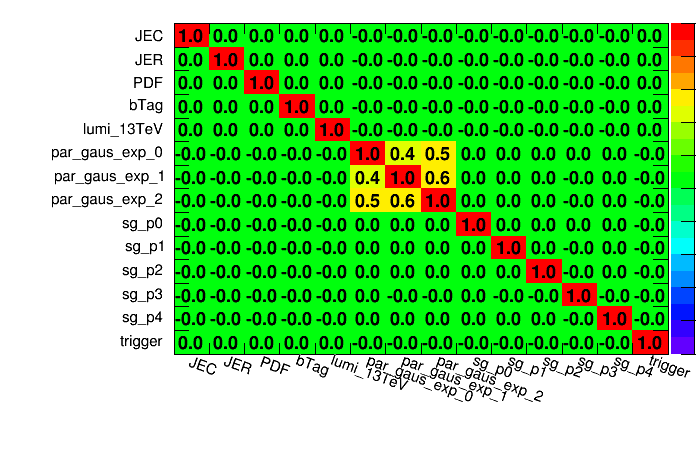 JEC 1.0 0.0 0.0 0.0 0.0 -0.0 -0.0 -0.0 -0.0 -0.0 -0.0 -0.0 -0.0 0.0
JER 0.0 1.0 0.0 0.0 0.0 -0.0 -0.0 -0.0 -0.0 -0.0 -0.0 -0.0 -0.0 -0.0
PDF 0.0 0.0 1.0 0.0 0.0 -0.0 -0.0 -0.0 -0.0 -0.0 -0.0 -0.0 -0.0 -0.0
bTag 0.0 0.0 0.0 1.0 0.0 -0.0 -0.0 -0.0 -0.0 -0.0 -0.0 -0.0 -0.0 -0.0
lumi_13TeV 0.0 0.0 0.0 0.0 1.0 -0.0 -0.0 -0.0 -0.0 -0.0 -0.0 -0.0 -0.0 -0.0
par_gaus_exp_0 -0.0 -0.0 -0.0 -0.0 -0.0 1.0 0.4 0.5 0.0 0.0 0.0 0.0 0.0 0.0
par_gaus_exp_1 -0.0 -0.0 -0.0 -0.0 -0.0 0.4 1.0 0.6 0.0 0.0 0.0 -0.0 0.0 -0.0
par_gaus_exp_2 -0.0 -0.0 -0.0 -0.0 -0.0 0.5 0.6 1.0 0.0 0.0 -0.0 -0.0 0.0 -0.0
sg_p0 -0.0 -0.0 -0.0 -0.0 -0.0 0.0 0.0 0.0 1.0 0.0 0.0 0.0 0.0 -0.0
sg_p1 -0.0 -0.0 -0.0 -0.0 -0.0 0.0 0.0 0.0 0.0 1.0 0.0 -0.0 0.0 -0.0
sg_p2 -0.0 -0.0 -0.0 -0.0 -0.0 0.0 0.0 -0.0 0.0 0.0 1.0 -0.0 0.0 -0.0
sg_p3 -0.0 -0.0 -0.0 -0.0 -0.0 0.0 -0.0 -0.0 0.0 -0.0 -0.0 1.0 -0.0 -0.0
sg_p4 -0.0 -0.0 -0.0 -0.0 -0.0 0.0 0.0 0.0 0.0 0.0 0.0 -0.0 1.0 -0.0
trigger 0.0 -0.0 -0.0 -0.0 -0.0 0.0 -0.0 -0.0 -0.0 -0.0 -0.0 -0.0 -0.0 1.0
JEC JER PDF bTag lumi_13TeV par_gaus_exp_0 par_gaus_exp_1 par_gaus_exp_2 sg_p0 sg_p1 sg_p2 sg_p3 sg_p4 trigger